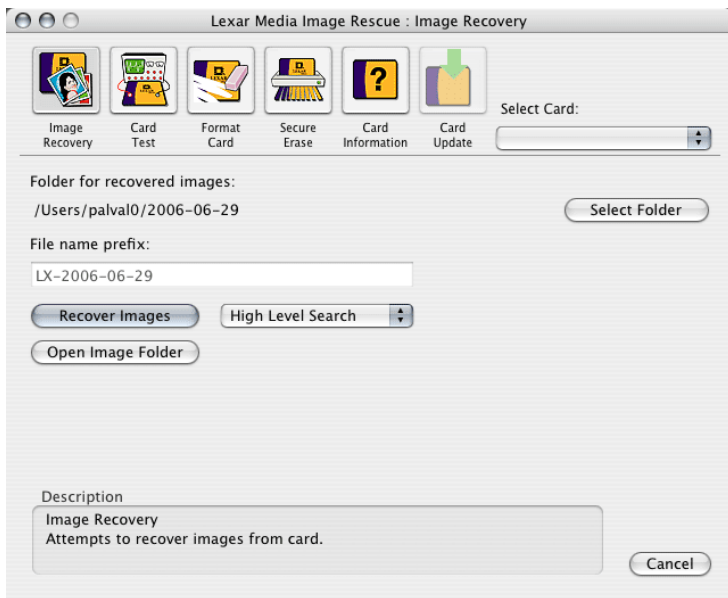 Lexar Media Image Rescue : Image Recovery
Image Recovery
Card Test
Format Card
Secure Erase
Card Information
Card Update
Select Card:
Folder for recovered images:
/Users/palval0/2006-06-29
Select Folder
File name prefix:
LX-2006-06-29
Recover Images
High Level Search
Open Image Folder
Description
Image Recovery
Attempts to recover images from card.
Cancel